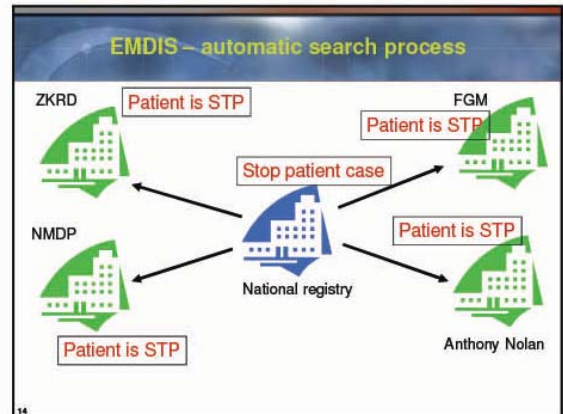 EMDIS – automatic search process
ZKRD
Patient is STP
FGM
Patient is STP
Stop patient case
NMDP
Patient is STP
National registry
Patient is STP
Anthony Nolan
14